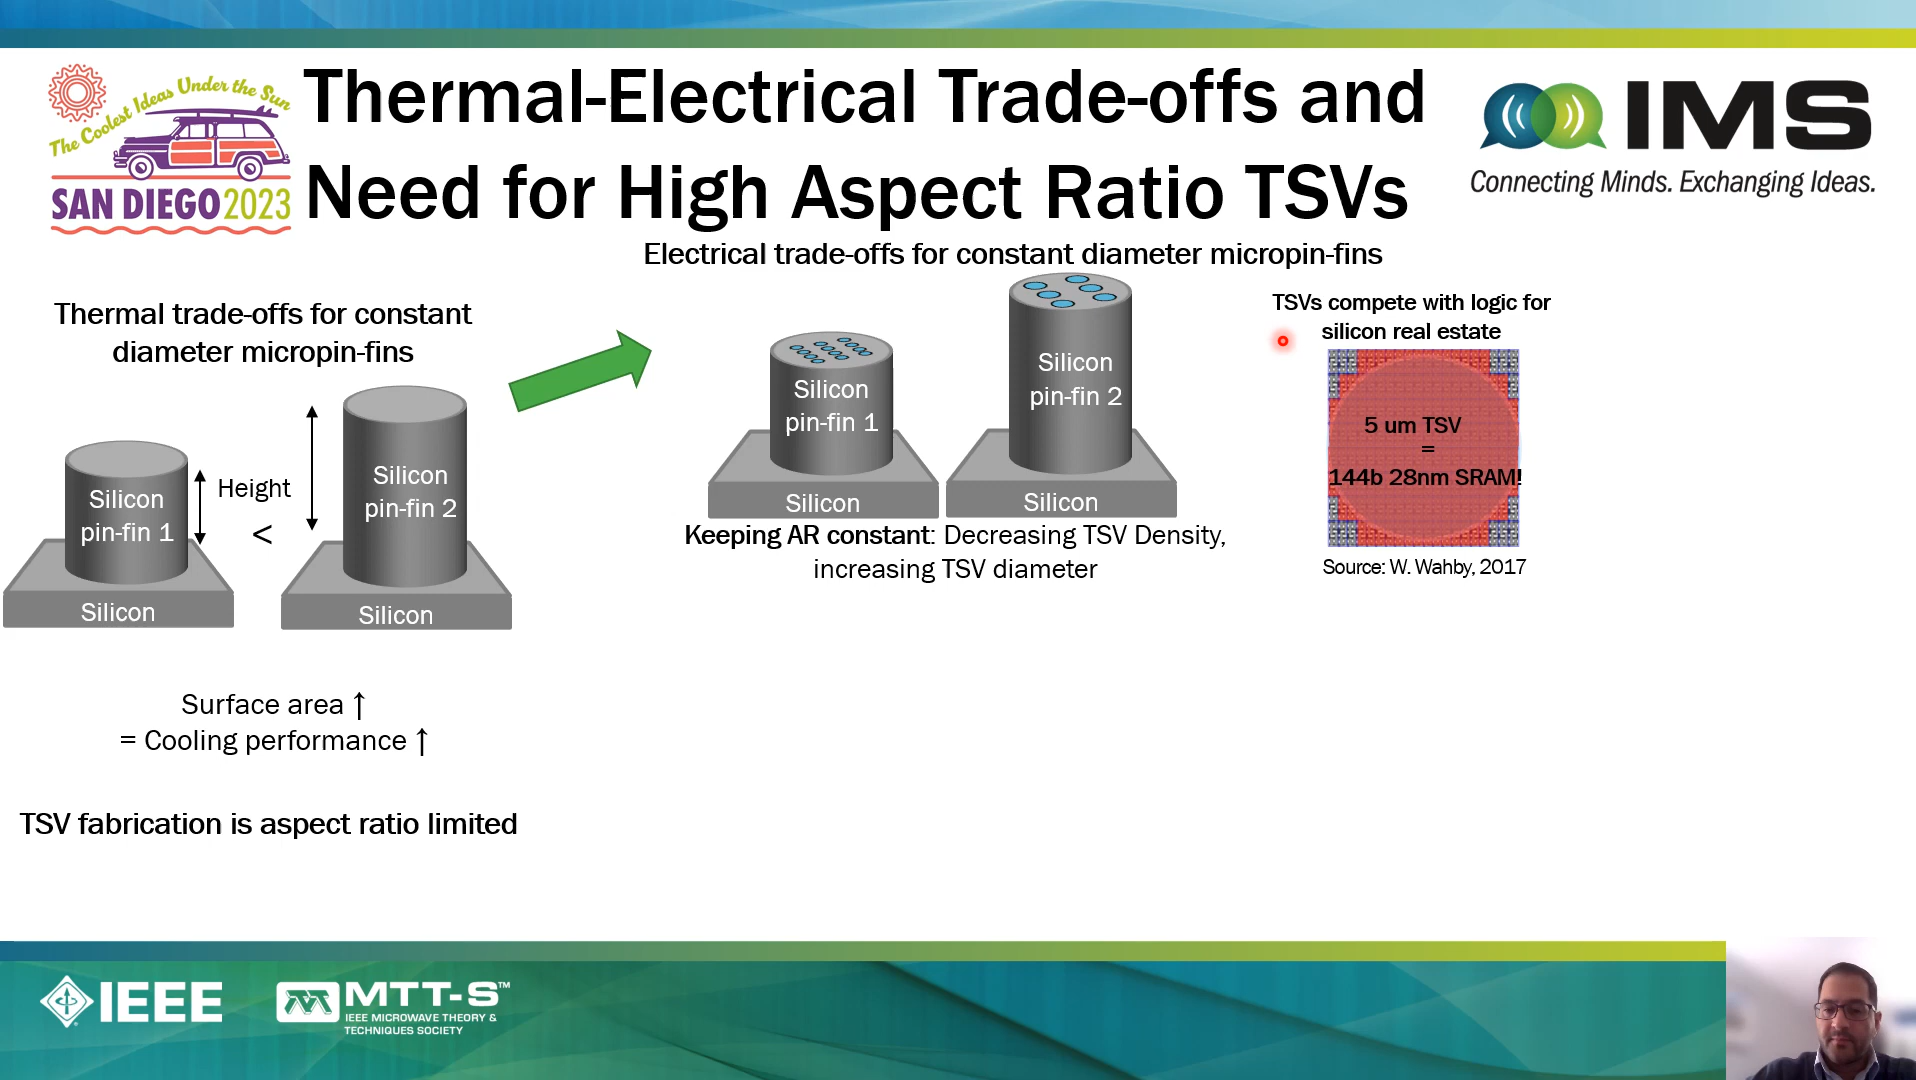 The Coolest Ideas Under the Sun
SAN DIEGO 2023
Thermal-Electrical Trade-offs and
Need for High Aspect Ratio TSVs
IMS
Connecting Minds. Exchanging Ideas.
Thermal trade-offs for constant
diameter micropin-fins
Silicon
pin-fin 1
Silicon
Height
<
Silicon
pin-fin 2
Silicon
Surface area ↑
= Cooling performance ↑
TSV fabrication is aspect ratio limited
Electrical trade-offs for constant diameter micropin-fins
Silicon
pin-fin 1
Silicon
Silicon
pin-fin 2
Silicon
Keeping AR constant: Decreasing TSV Density,
increasing TSV diameter
TSVs compete with logic for
silicon real estate
5 um TSV
=
144b 28nm SRAM!
Source: W. Wahby, 2017
IEEE
MTT-S™
IEEE MICROWAVE THEORY &
TECHNIQUES SOCIETY